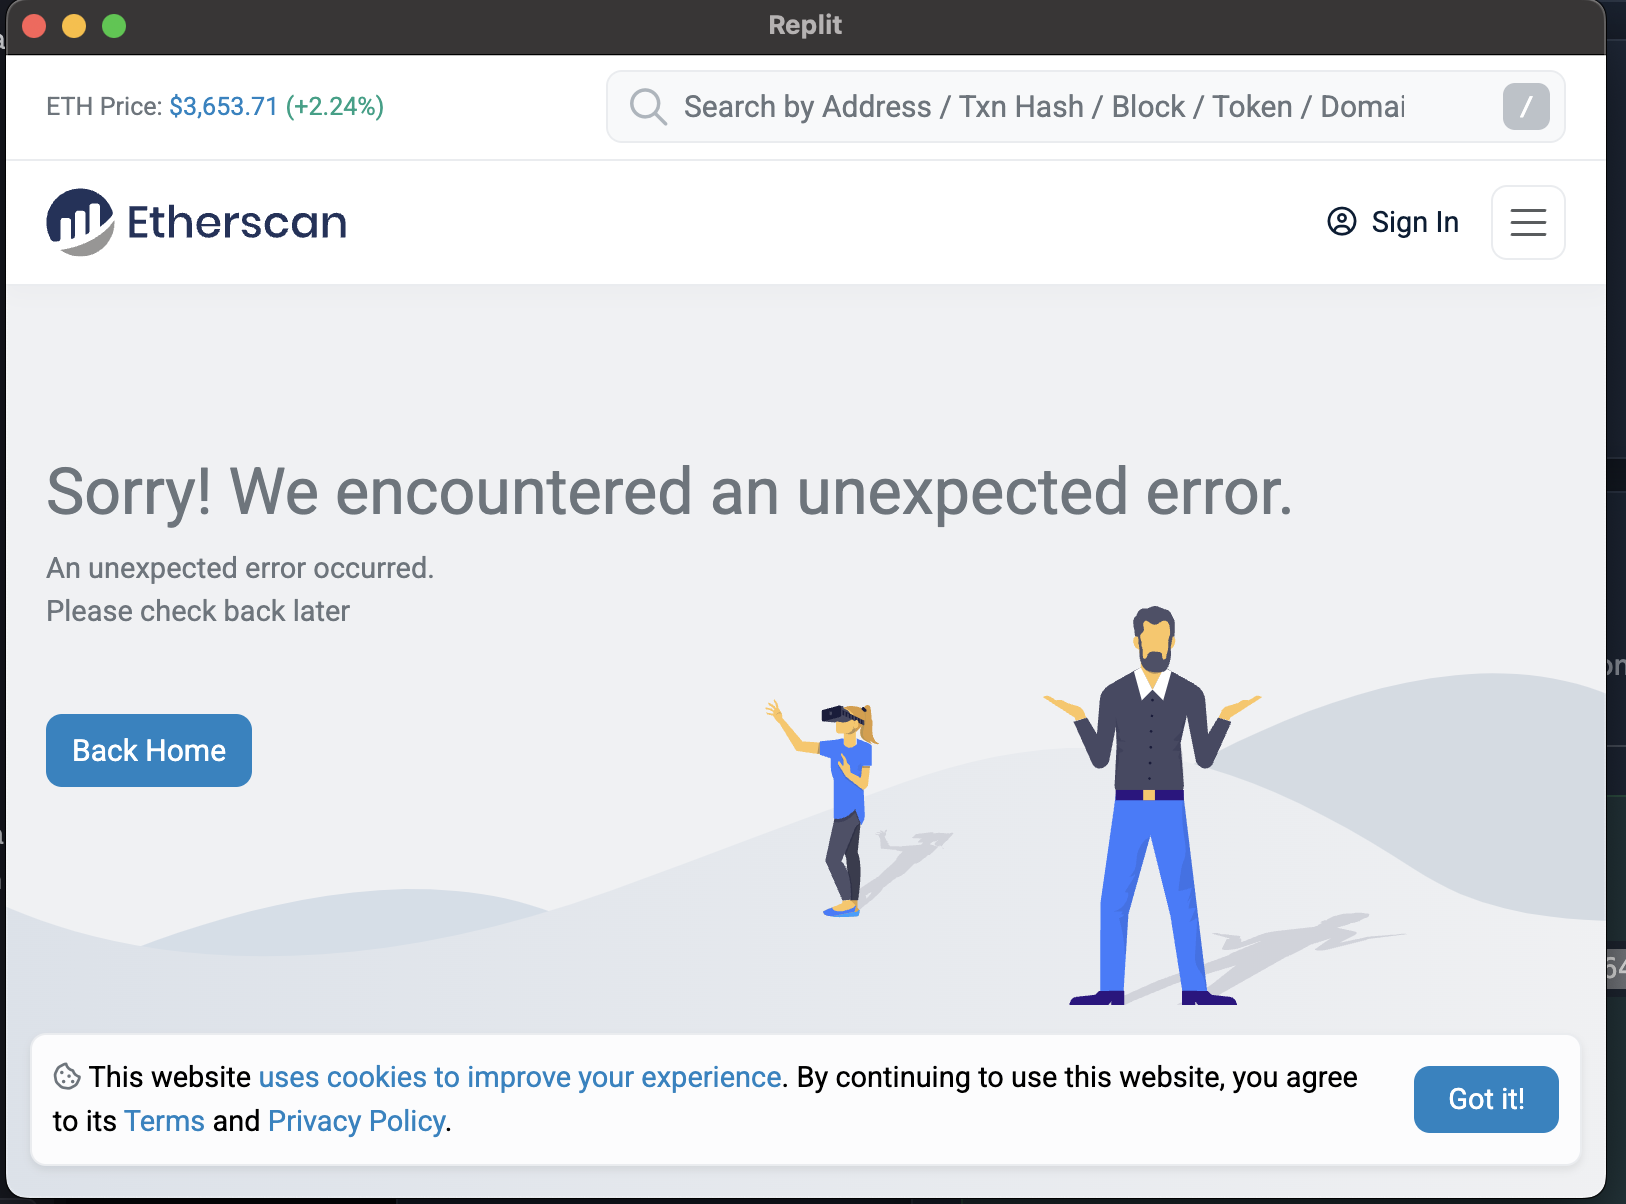 Replit
ETH Price: $3,653.71 (+2.24%)
Search by Address / Txn Hash / Block / Token / Domai
/
Etherscan
Sign In
Sorry! We encountered an unexpected error.
An unexpected error occurred.
Please check back later
Back Home
This website uses cookies to improve your experience. By continuing to use this website, you agree
to its Terms and Privacy Policy.
Got it!